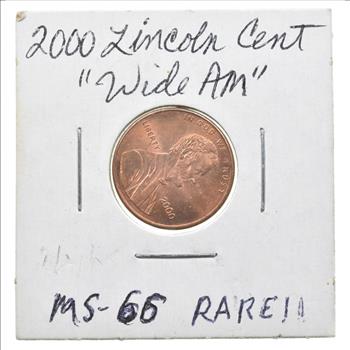 2000 Lincoln Cent
"Wide AM"
IN GOD WE TRUST
LIBERTY
2000
MS-66 RARE!!